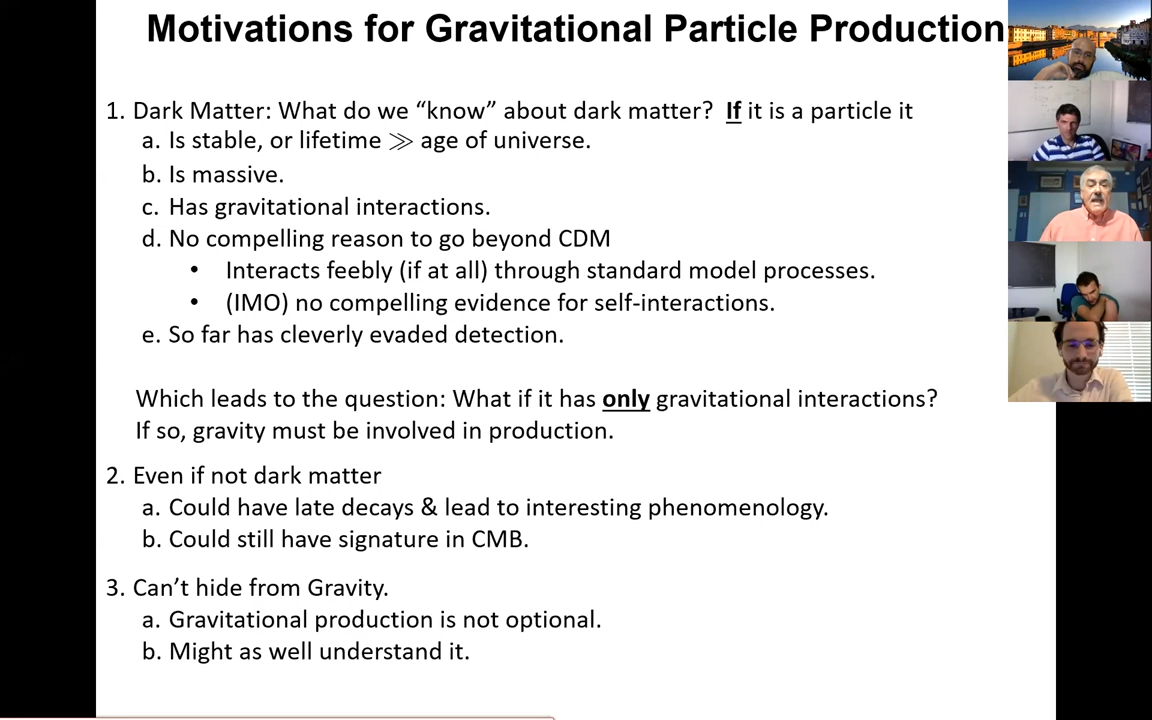 Motivations for Gravitational Particle Production
1. Dark Matter: What do we “know” about dark matter? If it is a particle it
a. Is stable, or lifetime ≫ age of universe.
b. Is massive.
c. Has gravitational interactions.
d. No compelling reason to go beyond CDM
• Interacts feebly (if at all) through standard model processes.
• (IMO) no compelling evidence for self-interactions.
e. So far has cleverly evaded detection.
Which leads to the question: What if it has only gravitational interactions?
If so, gravity must be involved in production.
2. Even if not dark matter
a. Could have late decays & lead to interesting phenomenology.
b. Could still have signature in CMB.
3. Can’t hide from Gravity.
a. Gravitational production is not optional.
b. Might as well understand it.